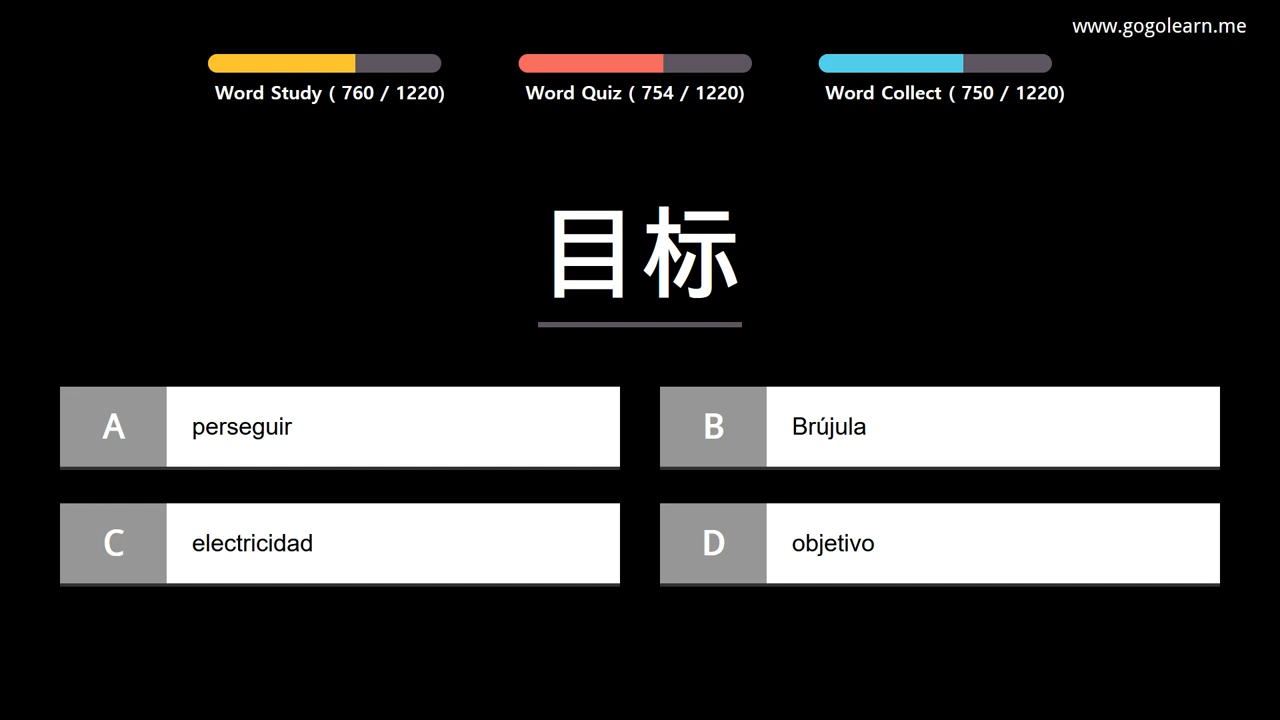 www.gogolearn.me
Word Study ( 760 / 1220)
Word Quiz ( 754 / 1220)
Word Collect ( 750 / 1220)
目标
A perseguir
B Brújula
C electricidad
D objetivo